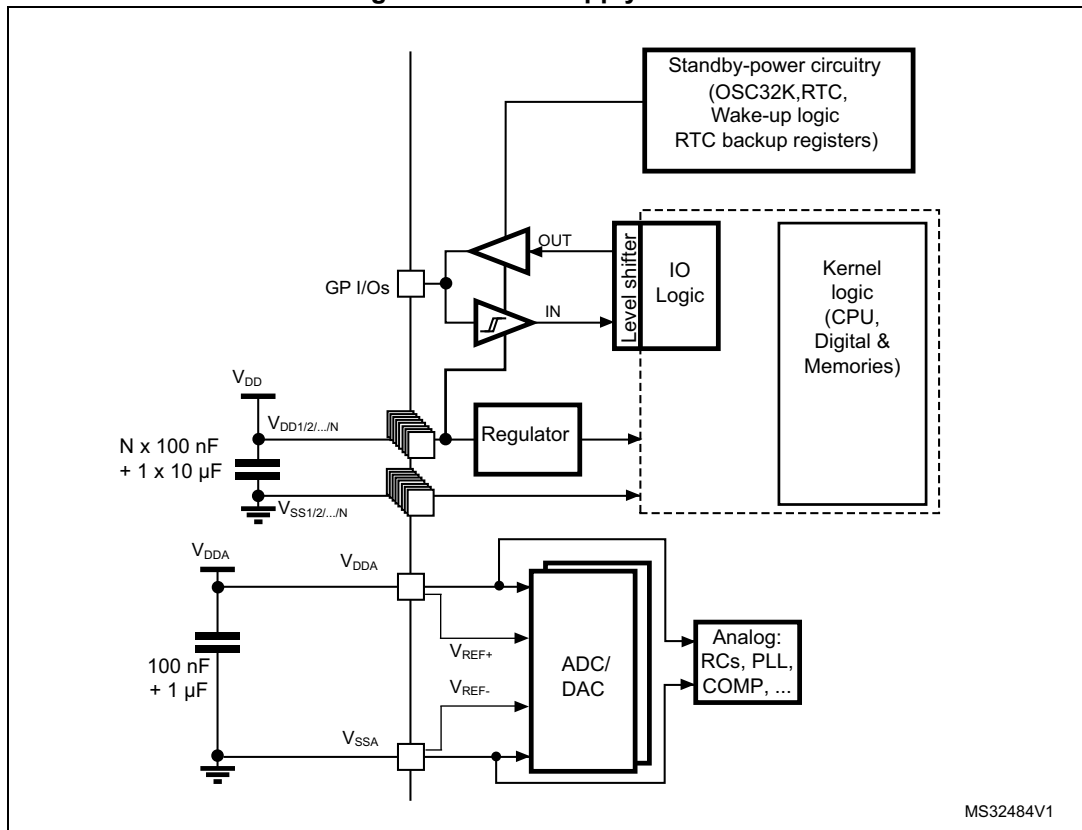 Standby-power circuitry
(OSC32K,RTC,
Wake-up logic
RTC backup registers)
OUT
IN
GP I/Os
Level shifter
IO
Logic
Kernel
logic
(CPU,
Digital &
Memories)
VDD
VDD1/2/.../N
N x 100 nF
+ 1 x 10 µF
Regulator
VSS1/2/.../N
VDDA
VDDA
100 nF
+ 1 µF
VREF+
VREF-
ADC/
DAC
Analog:
RCs, PLL,
COMP, ...
VSSA
MS32484V1